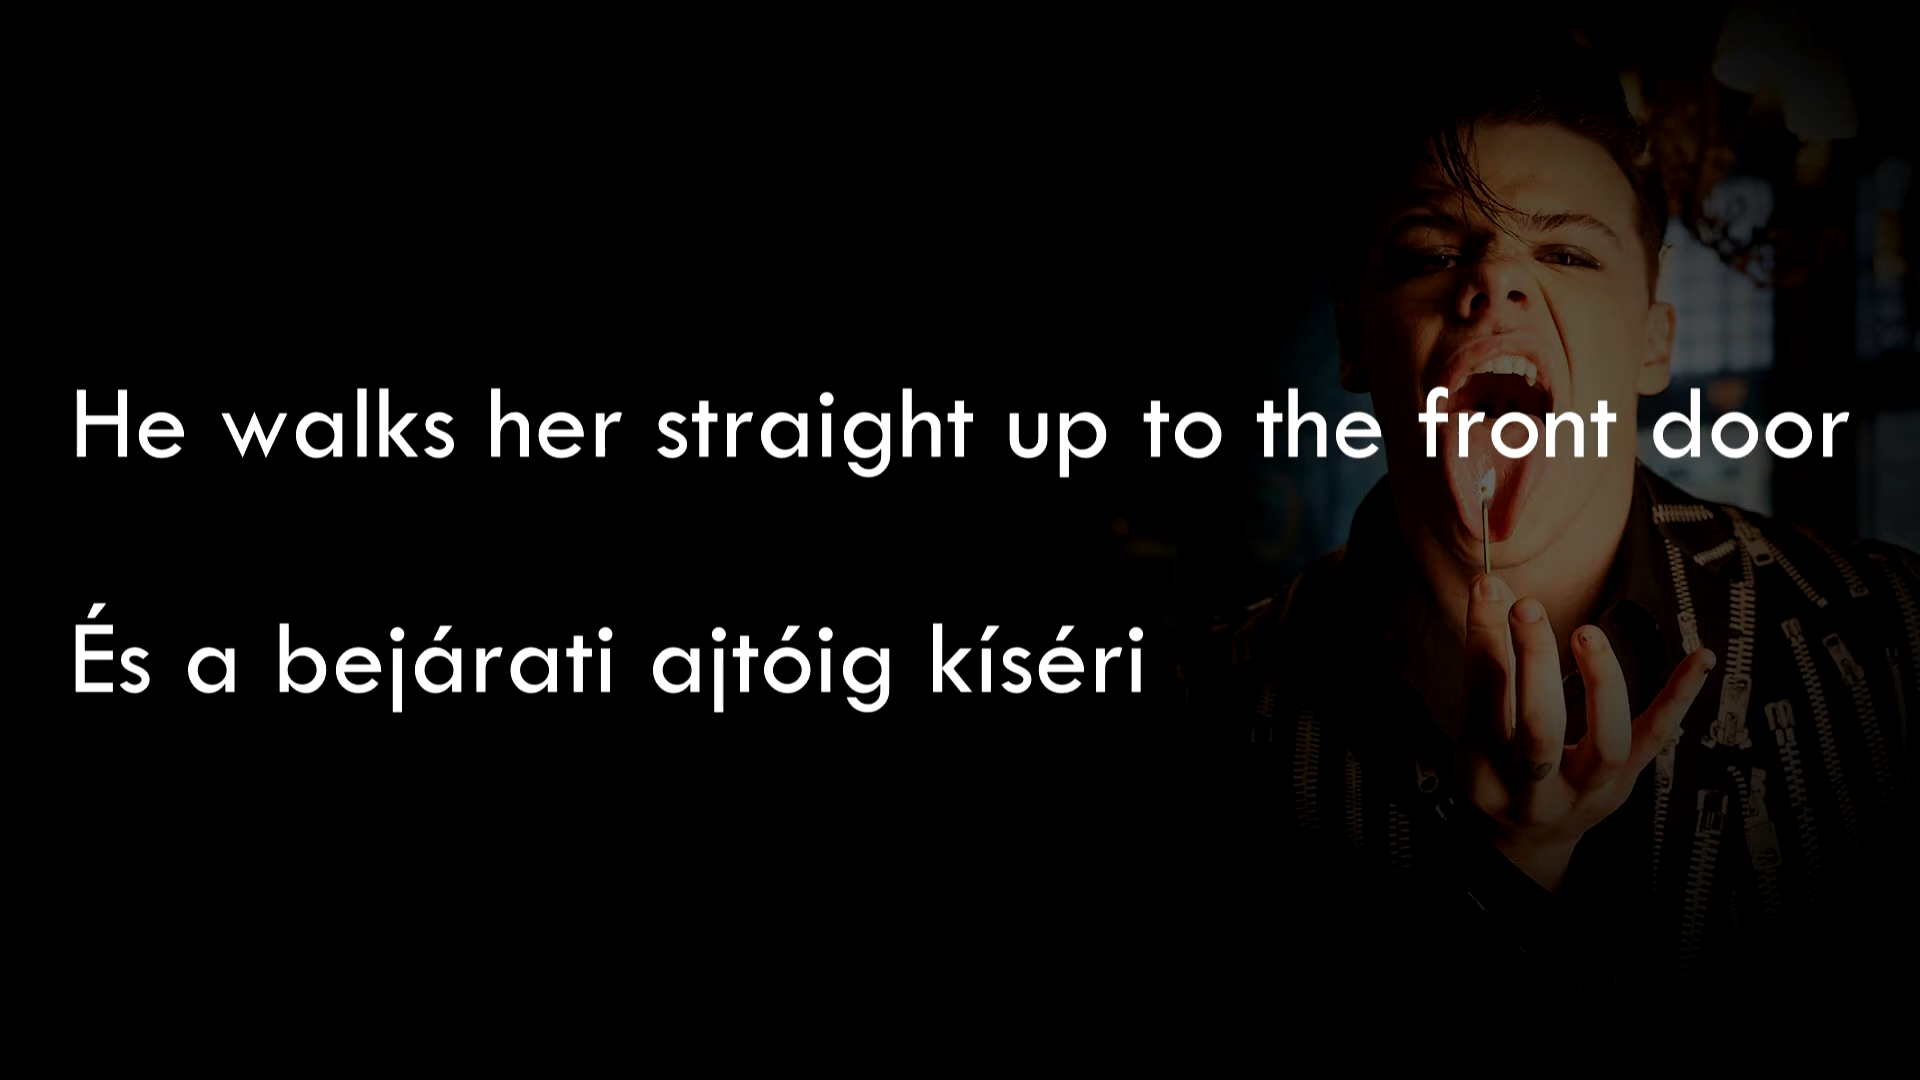 He walks her straight up to the front door
És a bejárati ajtóig kíséri